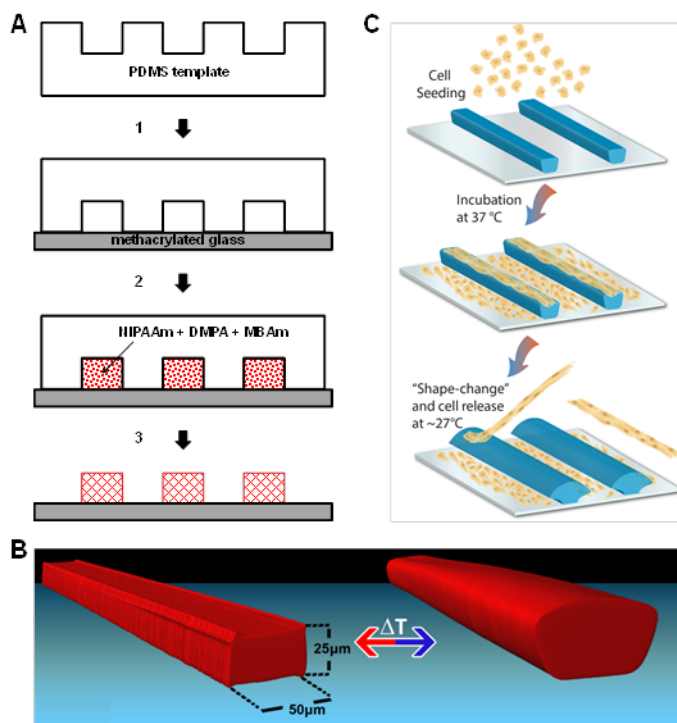 A
PDMS template
1
methacrylated glass
2
NIPAAm + DMPA + MBAm
3
C
Cell
Seeding
Incubation
at 37 °C
"Shape-change"
and cell release
at ~27°C
B
25µm
50µm
ΔT